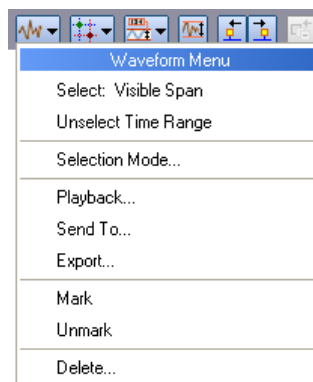 Waveform Menu
Select: Visible Span
Unselect Time Range
Selection Mode...
Playback...
Send To...
Export...
Mark
Unmark
Delete...